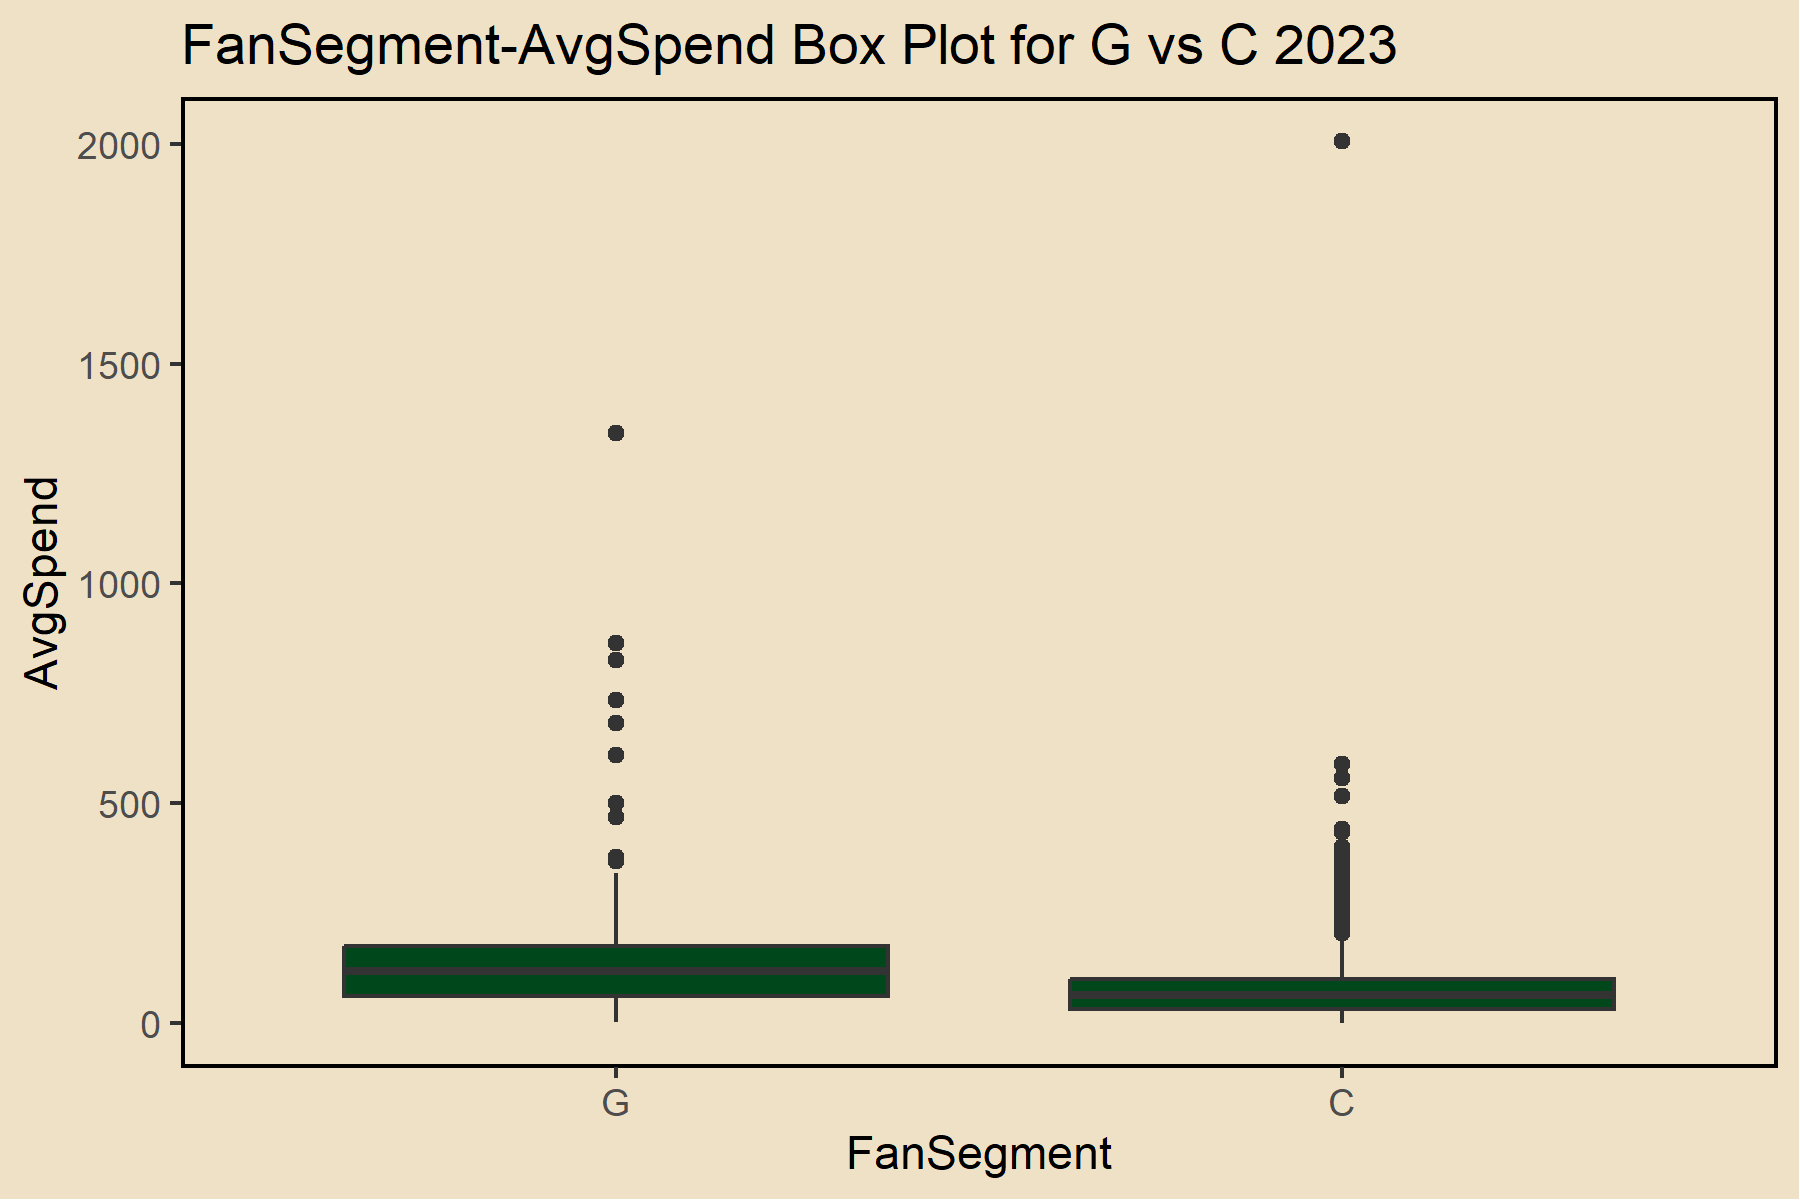 FanSegment-AvgSpend Box Plot for G vs C 2023
2000
1500
1000
500
0
AvgSpend
G
C
FanSegment